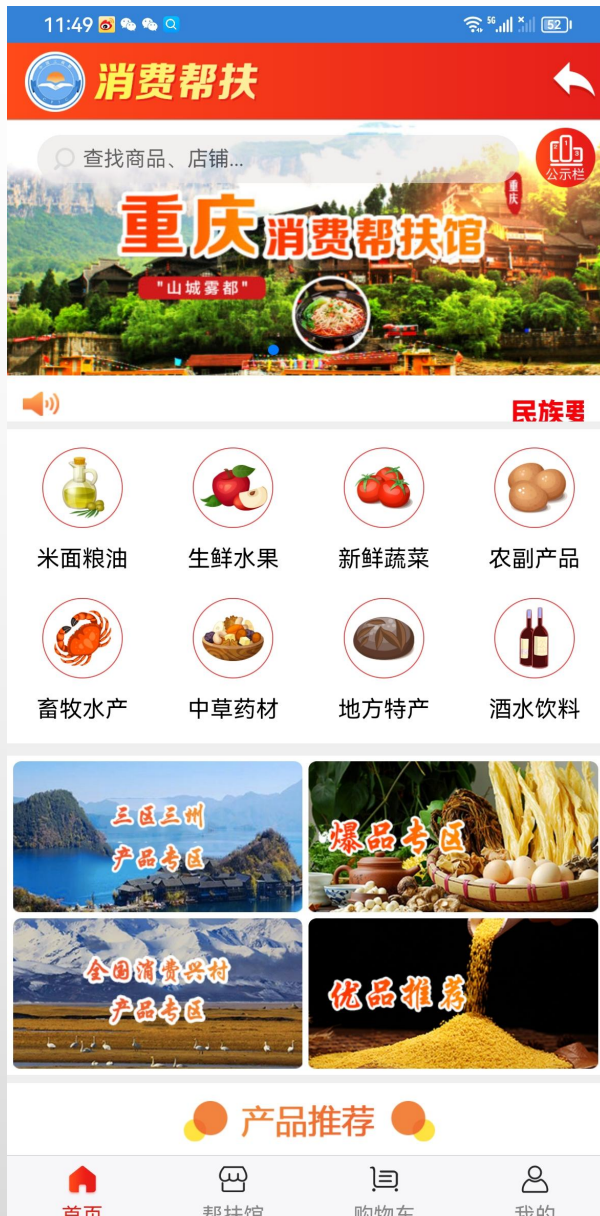 11:49
5G
52
消费帮扶
查找商品、店铺...
公示栏
重庆消费帮扶馆
重庆
"山城雾都"
民族要
米面粮油
生鲜水果
新鲜蔬菜
农副产品
畜牧水产
中草药材
地方特产
酒水饮料
三区三州
产品专区
爆品专区
全国消费兴村
产品专区
优品推荐
产品推荐
首页
帮扶馆
购物车
我的